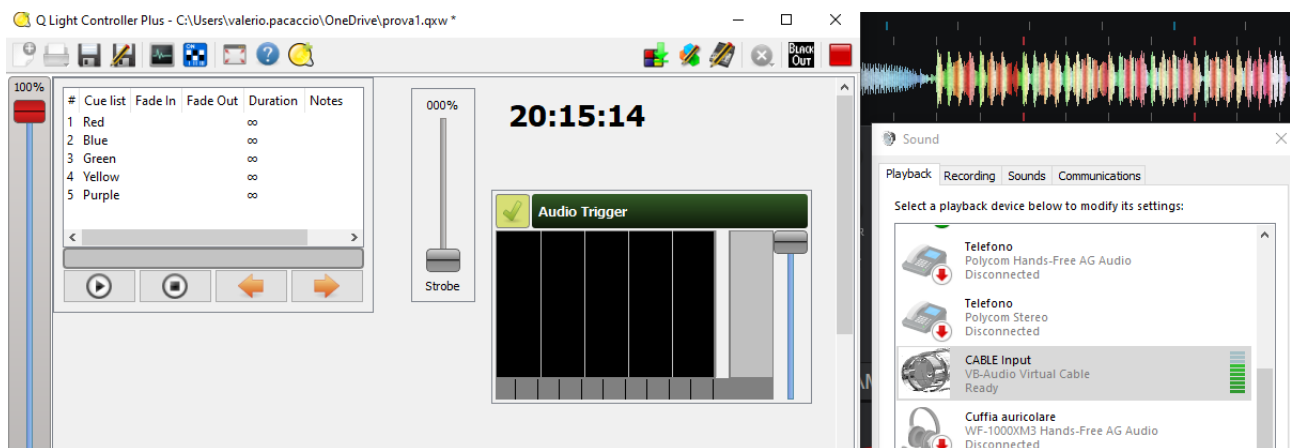 Q Light Controller Plus - C:\Users\valerio.pacaccio\OneDrive\prova1.qxw *
ON
BLACK
OUT
100%
# Cue list Fade In Fade Out Duration Notes
1 Red ∞
2 Blue ∞
3 Green ∞
4 Yellow ∞
5 Purple ∞
000%
Strobe
20:15:14
Audio Trigger
Sound
Playback Recording Sounds Communications
Select a playback device below to modify its settings:
Telefono
Polycom Hands-Free AG Audio
Disconnected
Telefono
Polycom Stereo
Disconnected
CABLE Input
VB-Audio Virtual Cable
Ready
Cuffia auricolare
WF-1000XM3 Hands-Free AG Audio
Disconnected